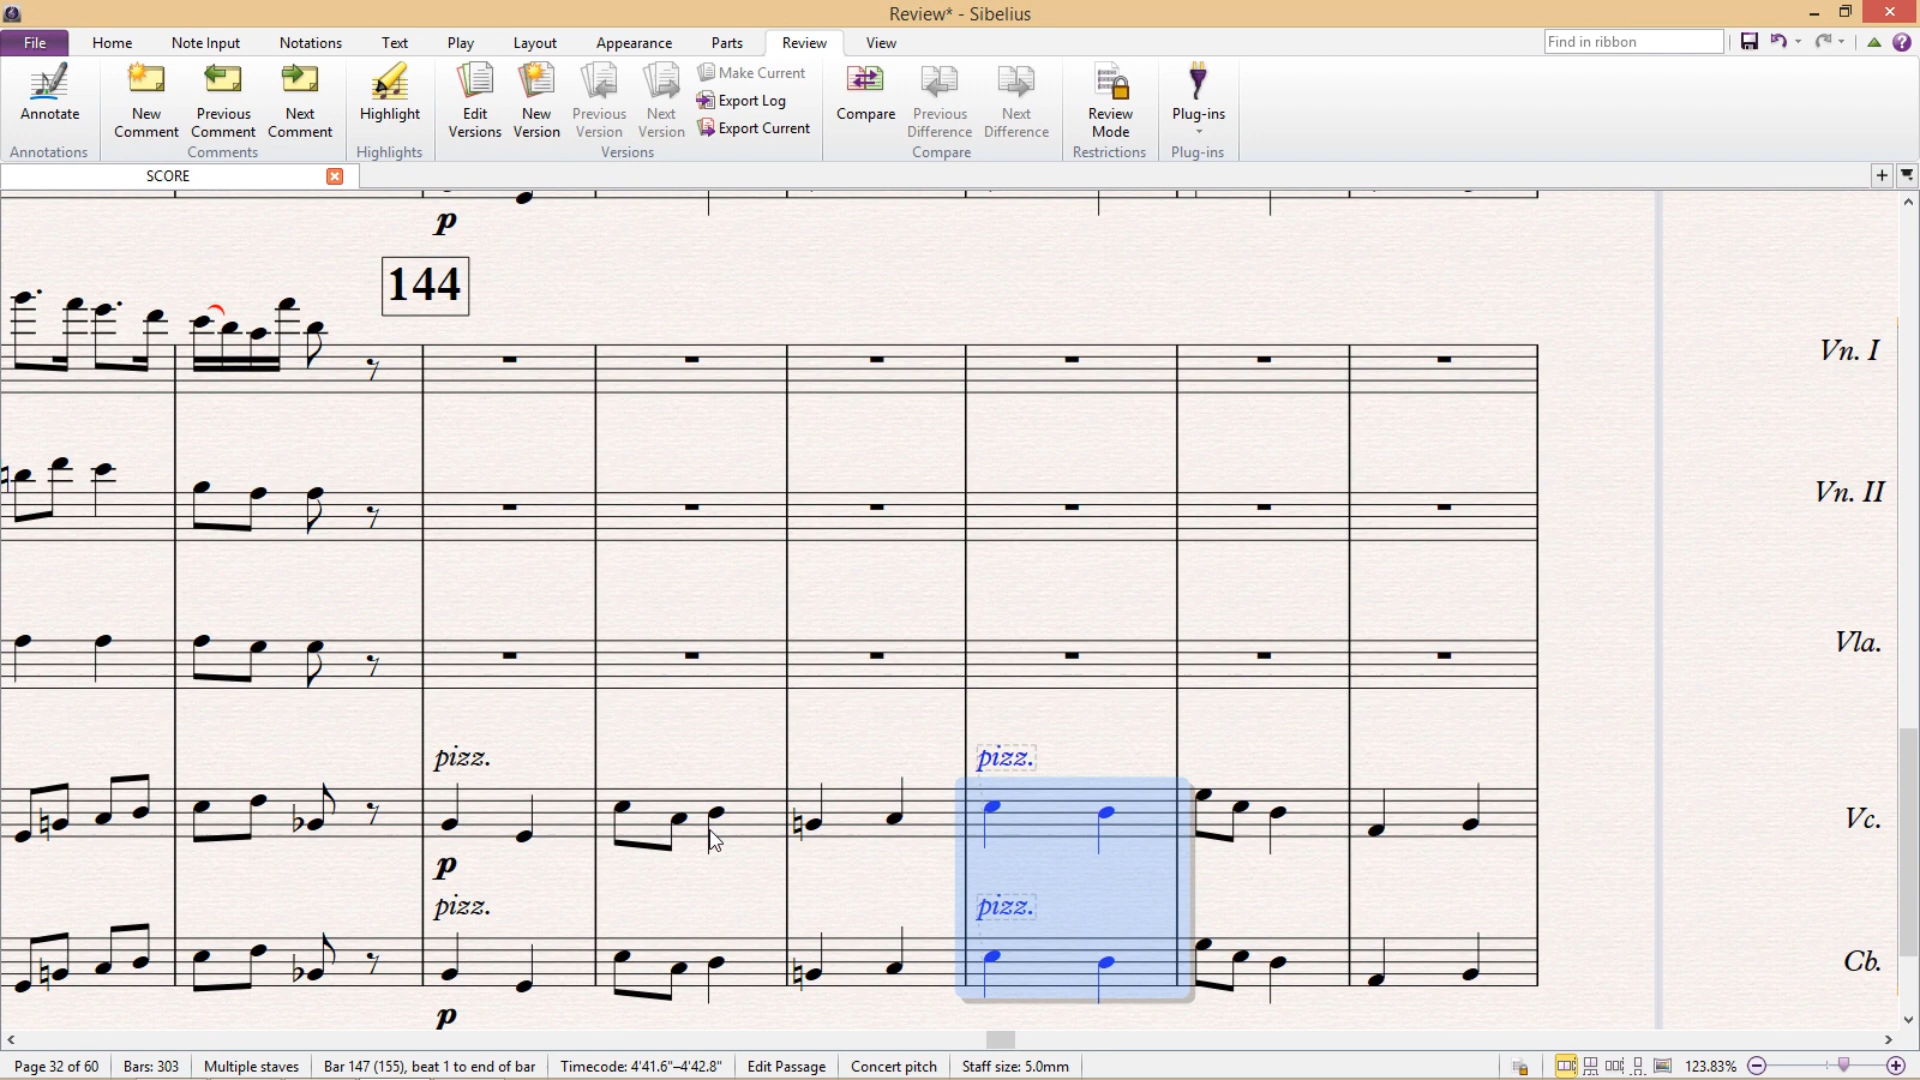 Review* - Sibelius
File Home Note Input Notations Text Play Layout Appearance Parts Review View Find in ribbon
Annotate
New Comment
Previous Comment
Next Comment
Highlight
Edit Versions
New Version
Previous Version
Next Version
Make Current
Export Log
Export Current
Compare
Previous Difference
Next Difference
Review Mode
Plug-ins
Annotations Comments Highlights Versions Compare Restrictions Plug-ins
SCORE
p
144
Vn. I
Vn. II
Vla.
pizz. pizz.
Vc.
p
pizz. pizz.
Cb.
p
Page 32 of 60 Bars: 303 Multiple staves Bar 147 (155), beat 1 to end of bar Timecode: 4'41.6"–4'42.8" Edit Passage Concert pitch Staff size: 5.0mm 123.83%